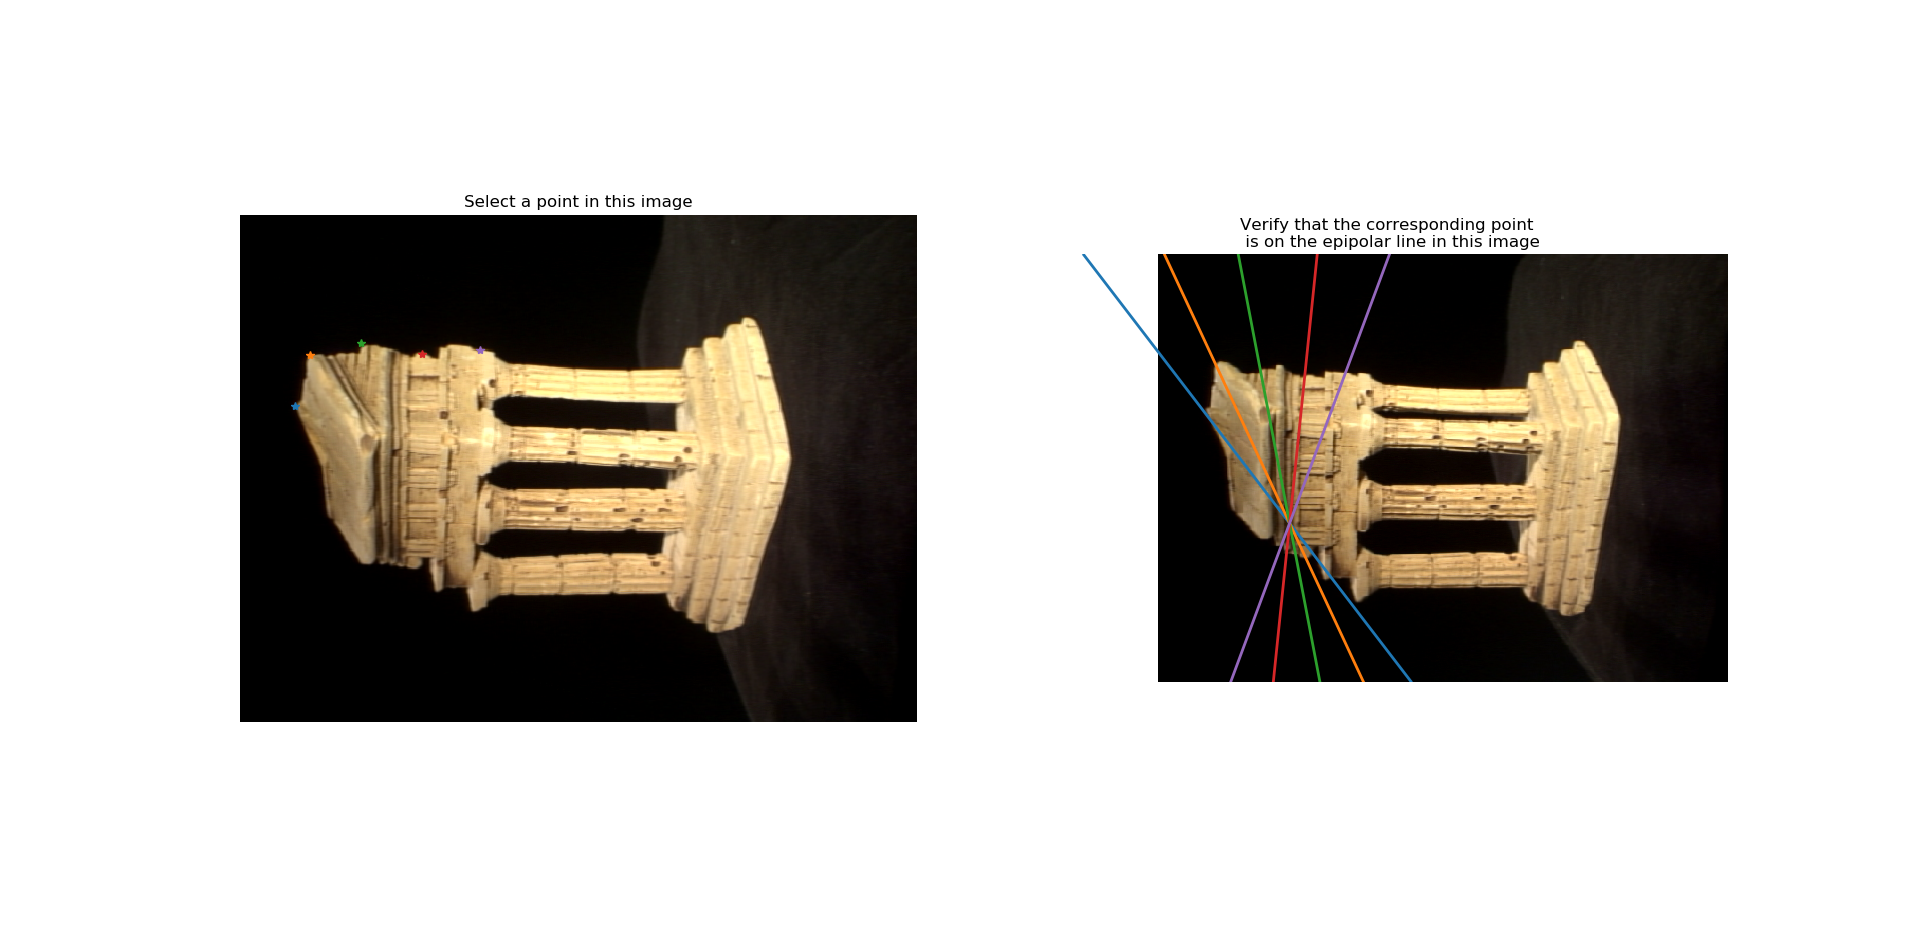 Select a point in this image
Verify that the corresponding point
is on the epipolar line in this image